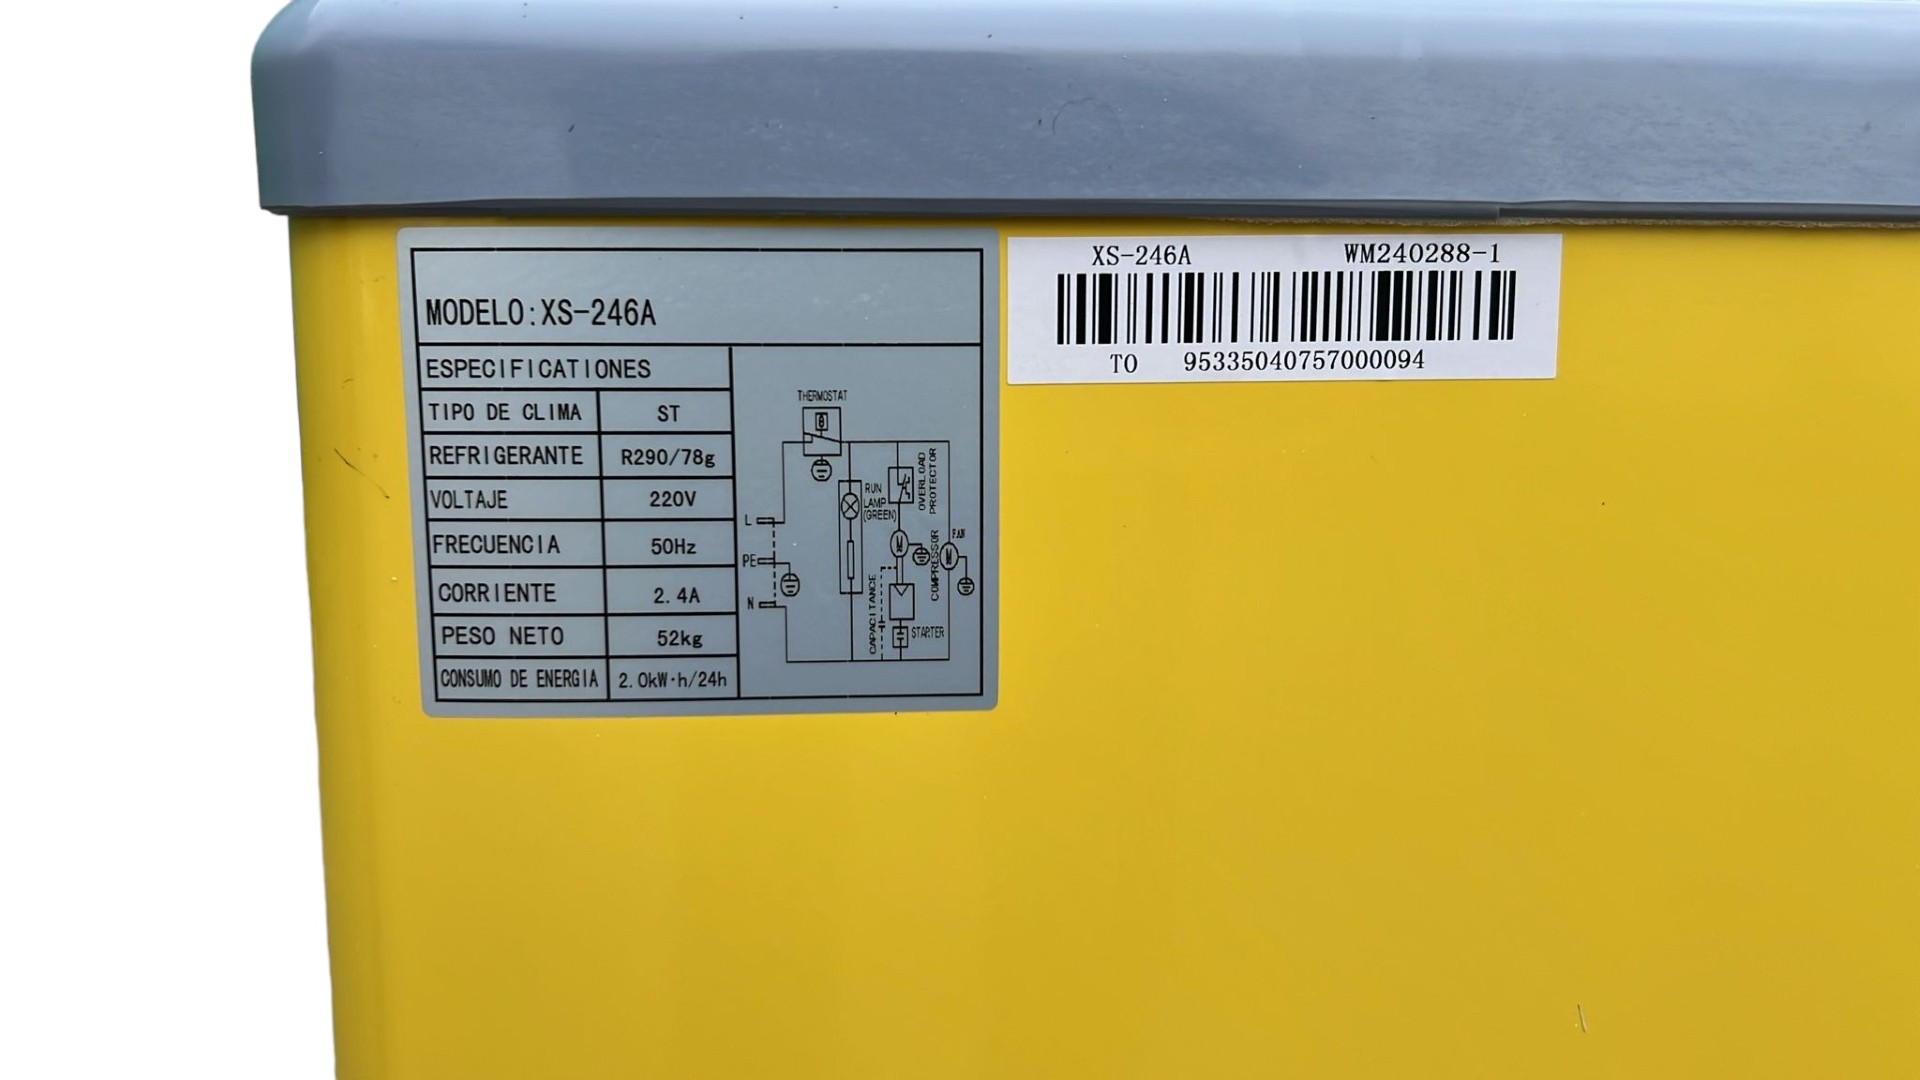 MODELO:XS-246A
ESPECIFICATIONES
TIPO DE CLIMA ST
REFRIGERANTE R290/78g
VOLTAJE 220V
FRECUENCIA 50Hz
CORRIENTE 2.4A
PESO NETO 52kg
CONSUMO DE ENERGIA 2.0kW·h/24h
THERMOSTAT
L
PE
N
RUN
LAMP
(GREEN)
OVERLOAD
PROTECTOR
M
COMPRESSOR
FAN
M
CAPACITANCE
STARTER
XS-246A WM240288-1
TO 95335040757000094